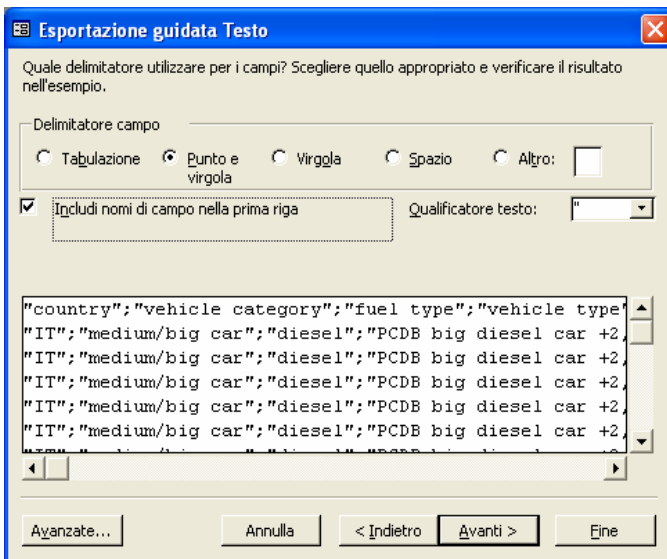 Esportazione guidata Testo
Quale delimitatore utilizzare per i campi? Scegliere quello appropriato e verificare il risultato
nell'esempio.
Delimitatore campo
Tabulazione Punto e virgola Virgola Spazio Altro:
Includi nomi di campo nella prima riga Qualificatore testo: "
"country";"vehicle category";"fuel type";"vehicle type"
"IT";"medium/big car";"diesel";"PCDB big diesel car +2,
"IT";"medium/big car";"diesel";"PCDB big diesel car +2,
"IT";"medium/big car";"diesel";"PCDB big diesel car +2,
"IT";"medium/big car";"diesel";"PCDB big diesel car +2,
"IT";"medium/big car";"diesel";"PCDB big diesel car +2,
Avanzate... Annulla < Indietro Avanti > Fine